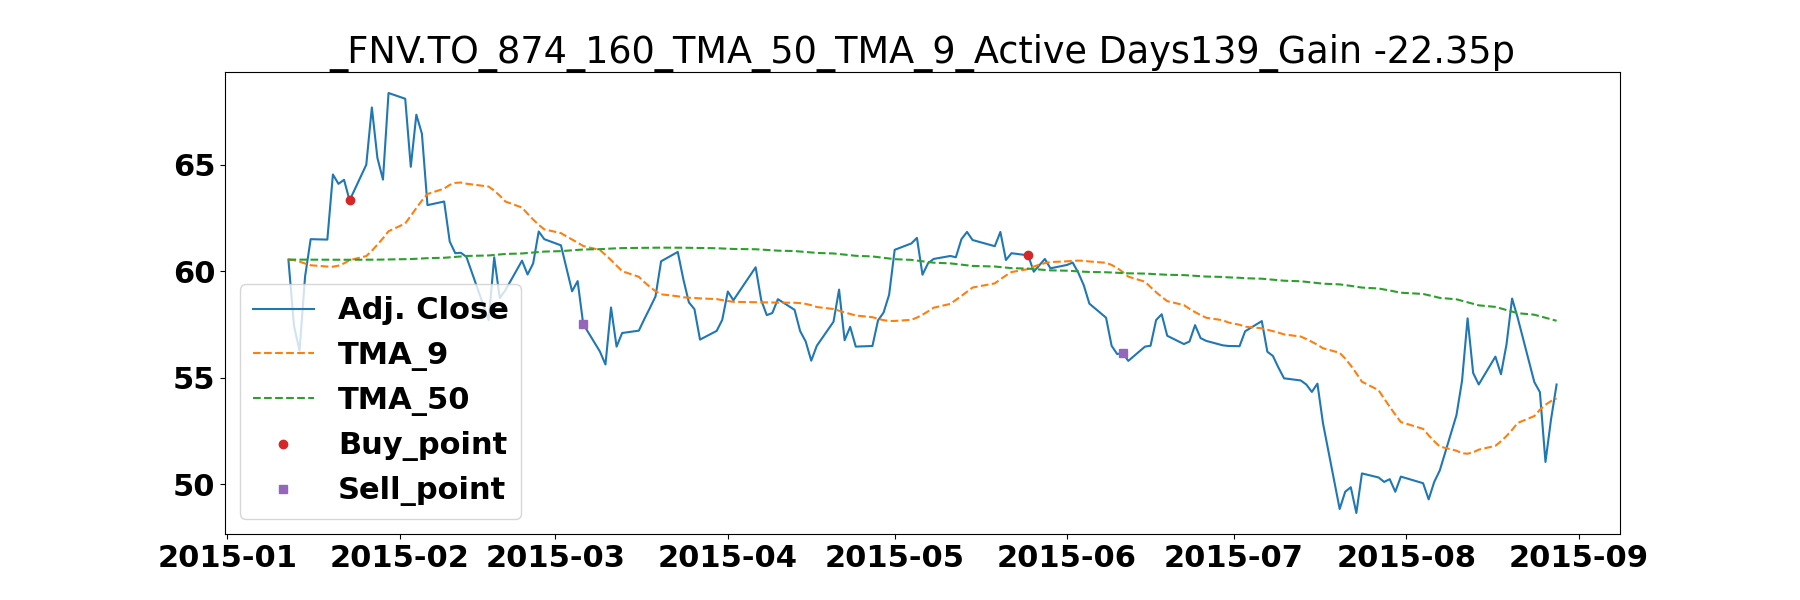 _FNV.TO_874_160_TMA_50_TMA_9_Active Days139_Gain -22.35p
65
60
55
50
Adj. Close
TMA_9
TMA_50
Buy_point
Sell_point
2015-01 2015-02 2015-03 2015-04 2015-05 2015-06 2015-07 2015-08 2015-09